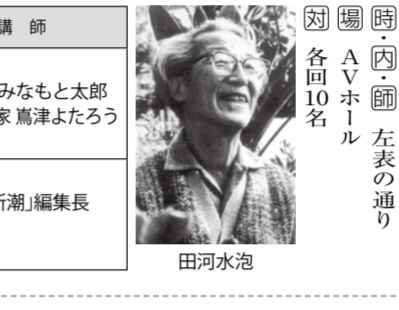 時・内・師 左表の通り
場 AVホール
対 各回10名
講 師
みなもと太郎
家 嶌津よたろう
新潮」編集長
田河水泡